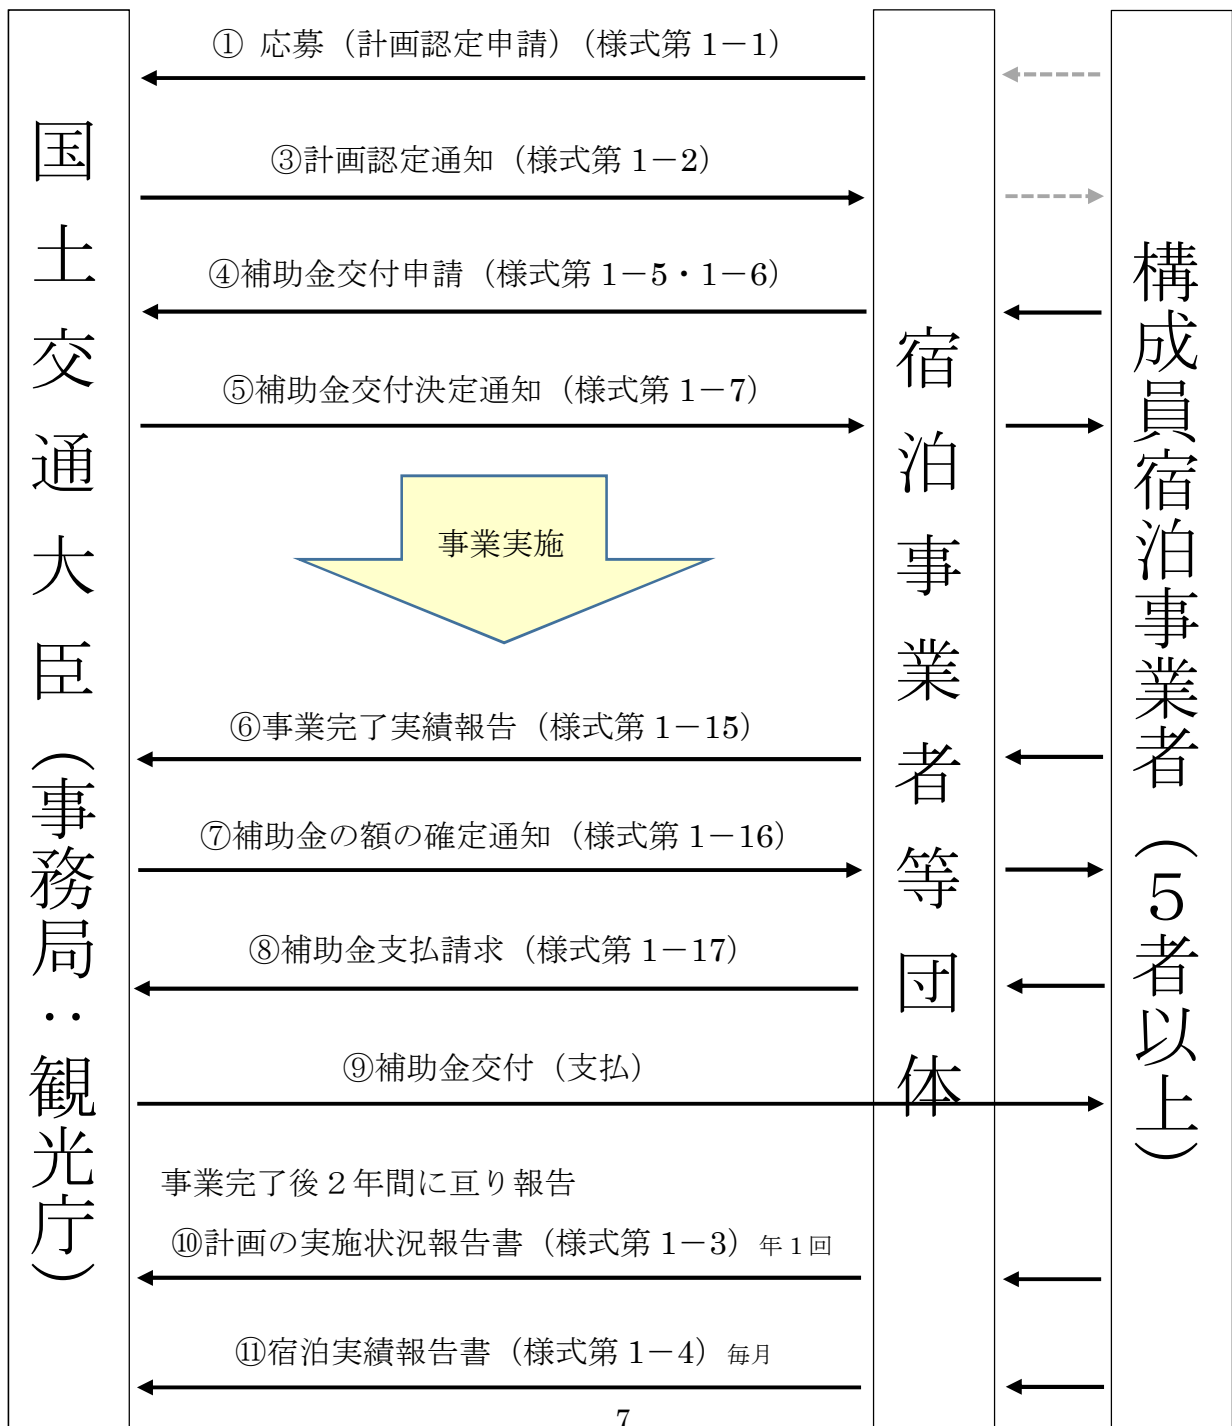 国土交通大臣（事務局：観光庁）
宿泊事業者等団体
構成員宿泊事業者（５者以上）
① 応募（計画認定申請）（様式第 1－1）
③計画認定通知（様式第 1－2）
④補助金交付申請（様式第 1－5・1－6）
⑤補助金交付決定通知（様式第 1－7）
事業実施
⑥事業完了実績報告（様式第 1－15）
⑦補助金の額の確定通知（様式第 1－16）
⑧補助金支払請求（様式第 1－17）
⑨補助金交付（支払）
事業完了後２年間に亘り報告
⑩計画の実施状況報告書（様式第 1－3）年１回
⑪宿泊実績報告書（様式第 1－4）毎月
7